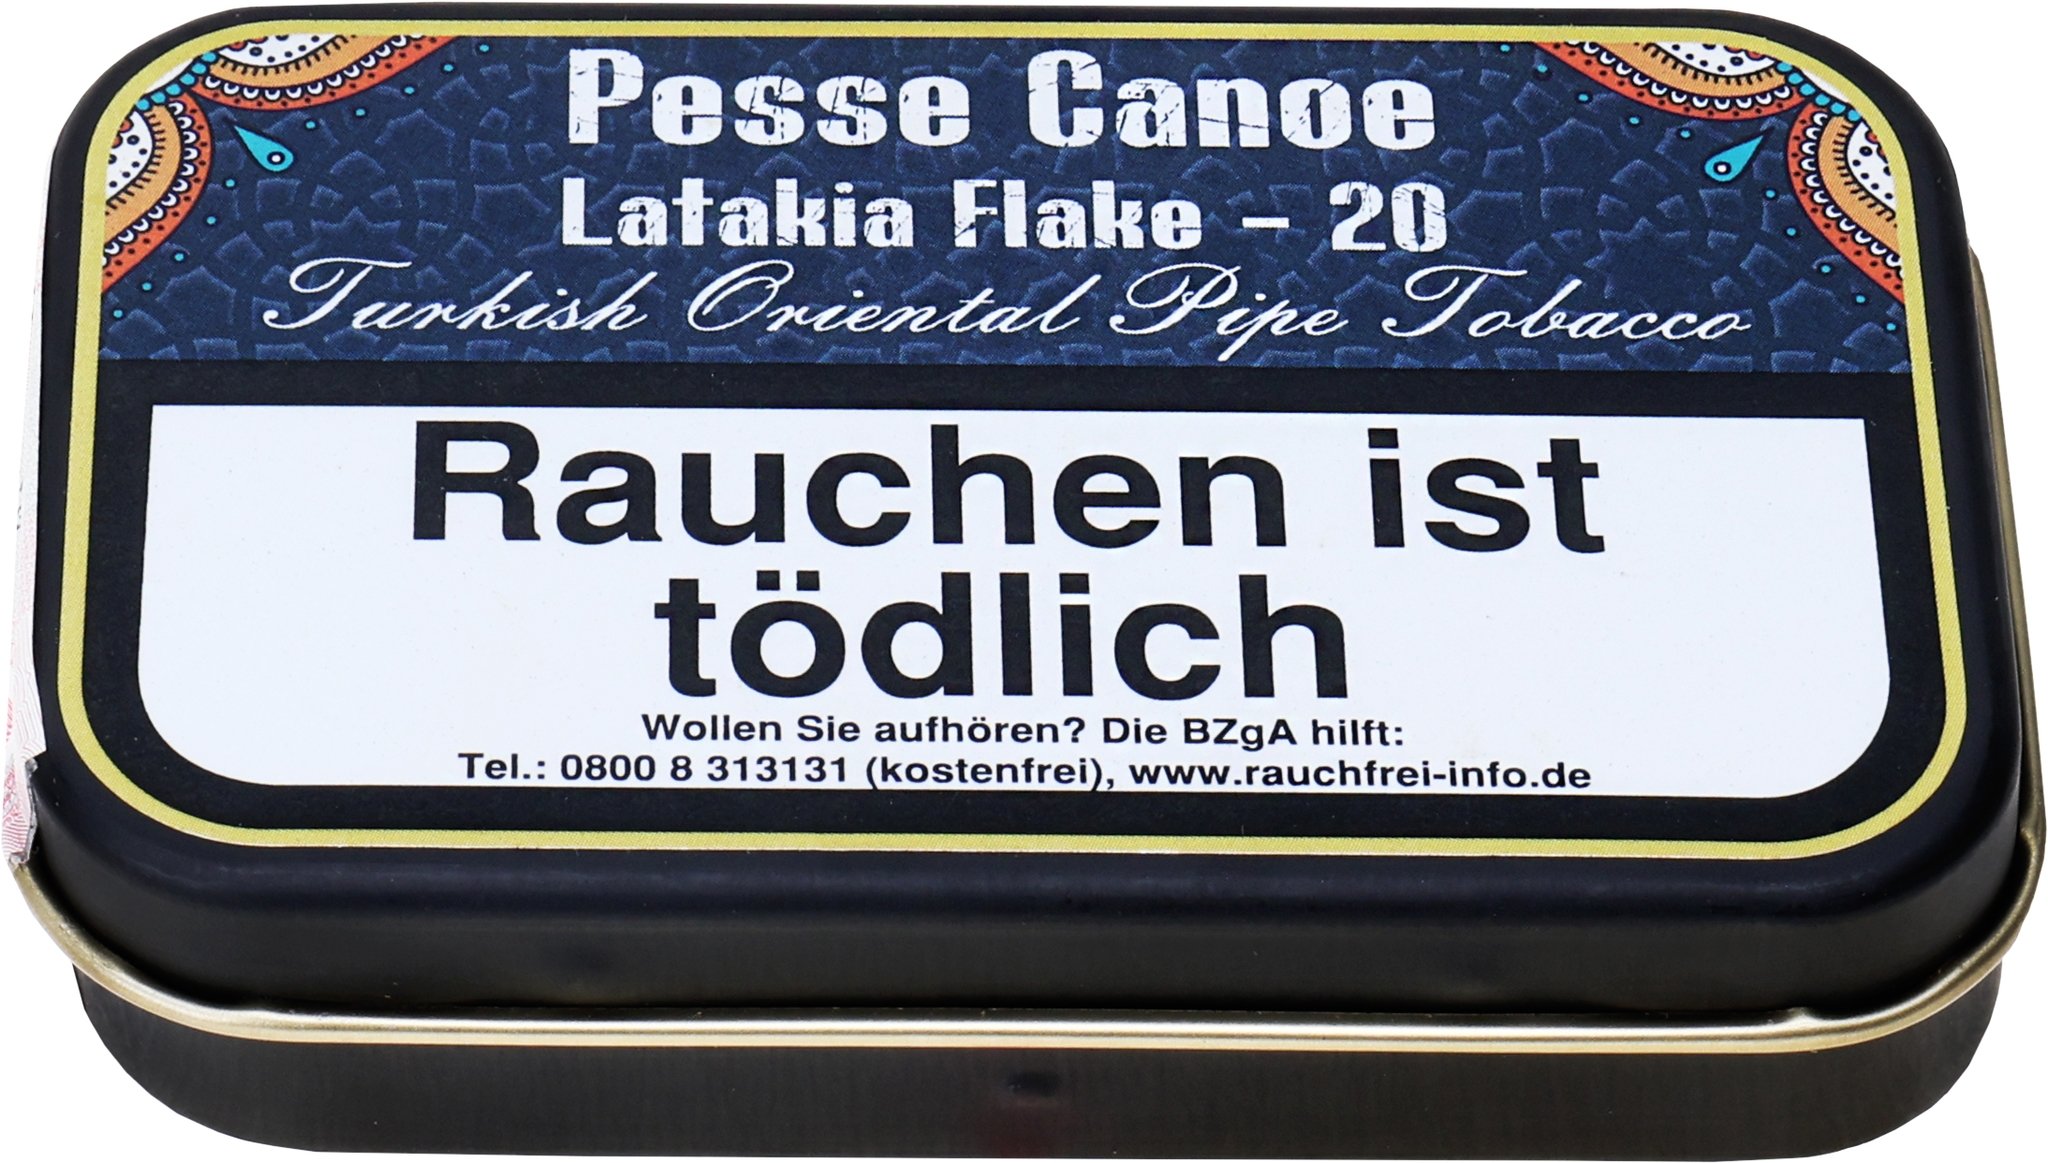 Pesse Canoe
Latakia Flake - 20
Turkish Oriental Pipe Tobacco
Rauchen ist
tödlich
Wollen Sie aufhören? Die BZgA hilft:
Tel.: 0800 8 313131 (kostenfrei), www.rauchfrei-info.de